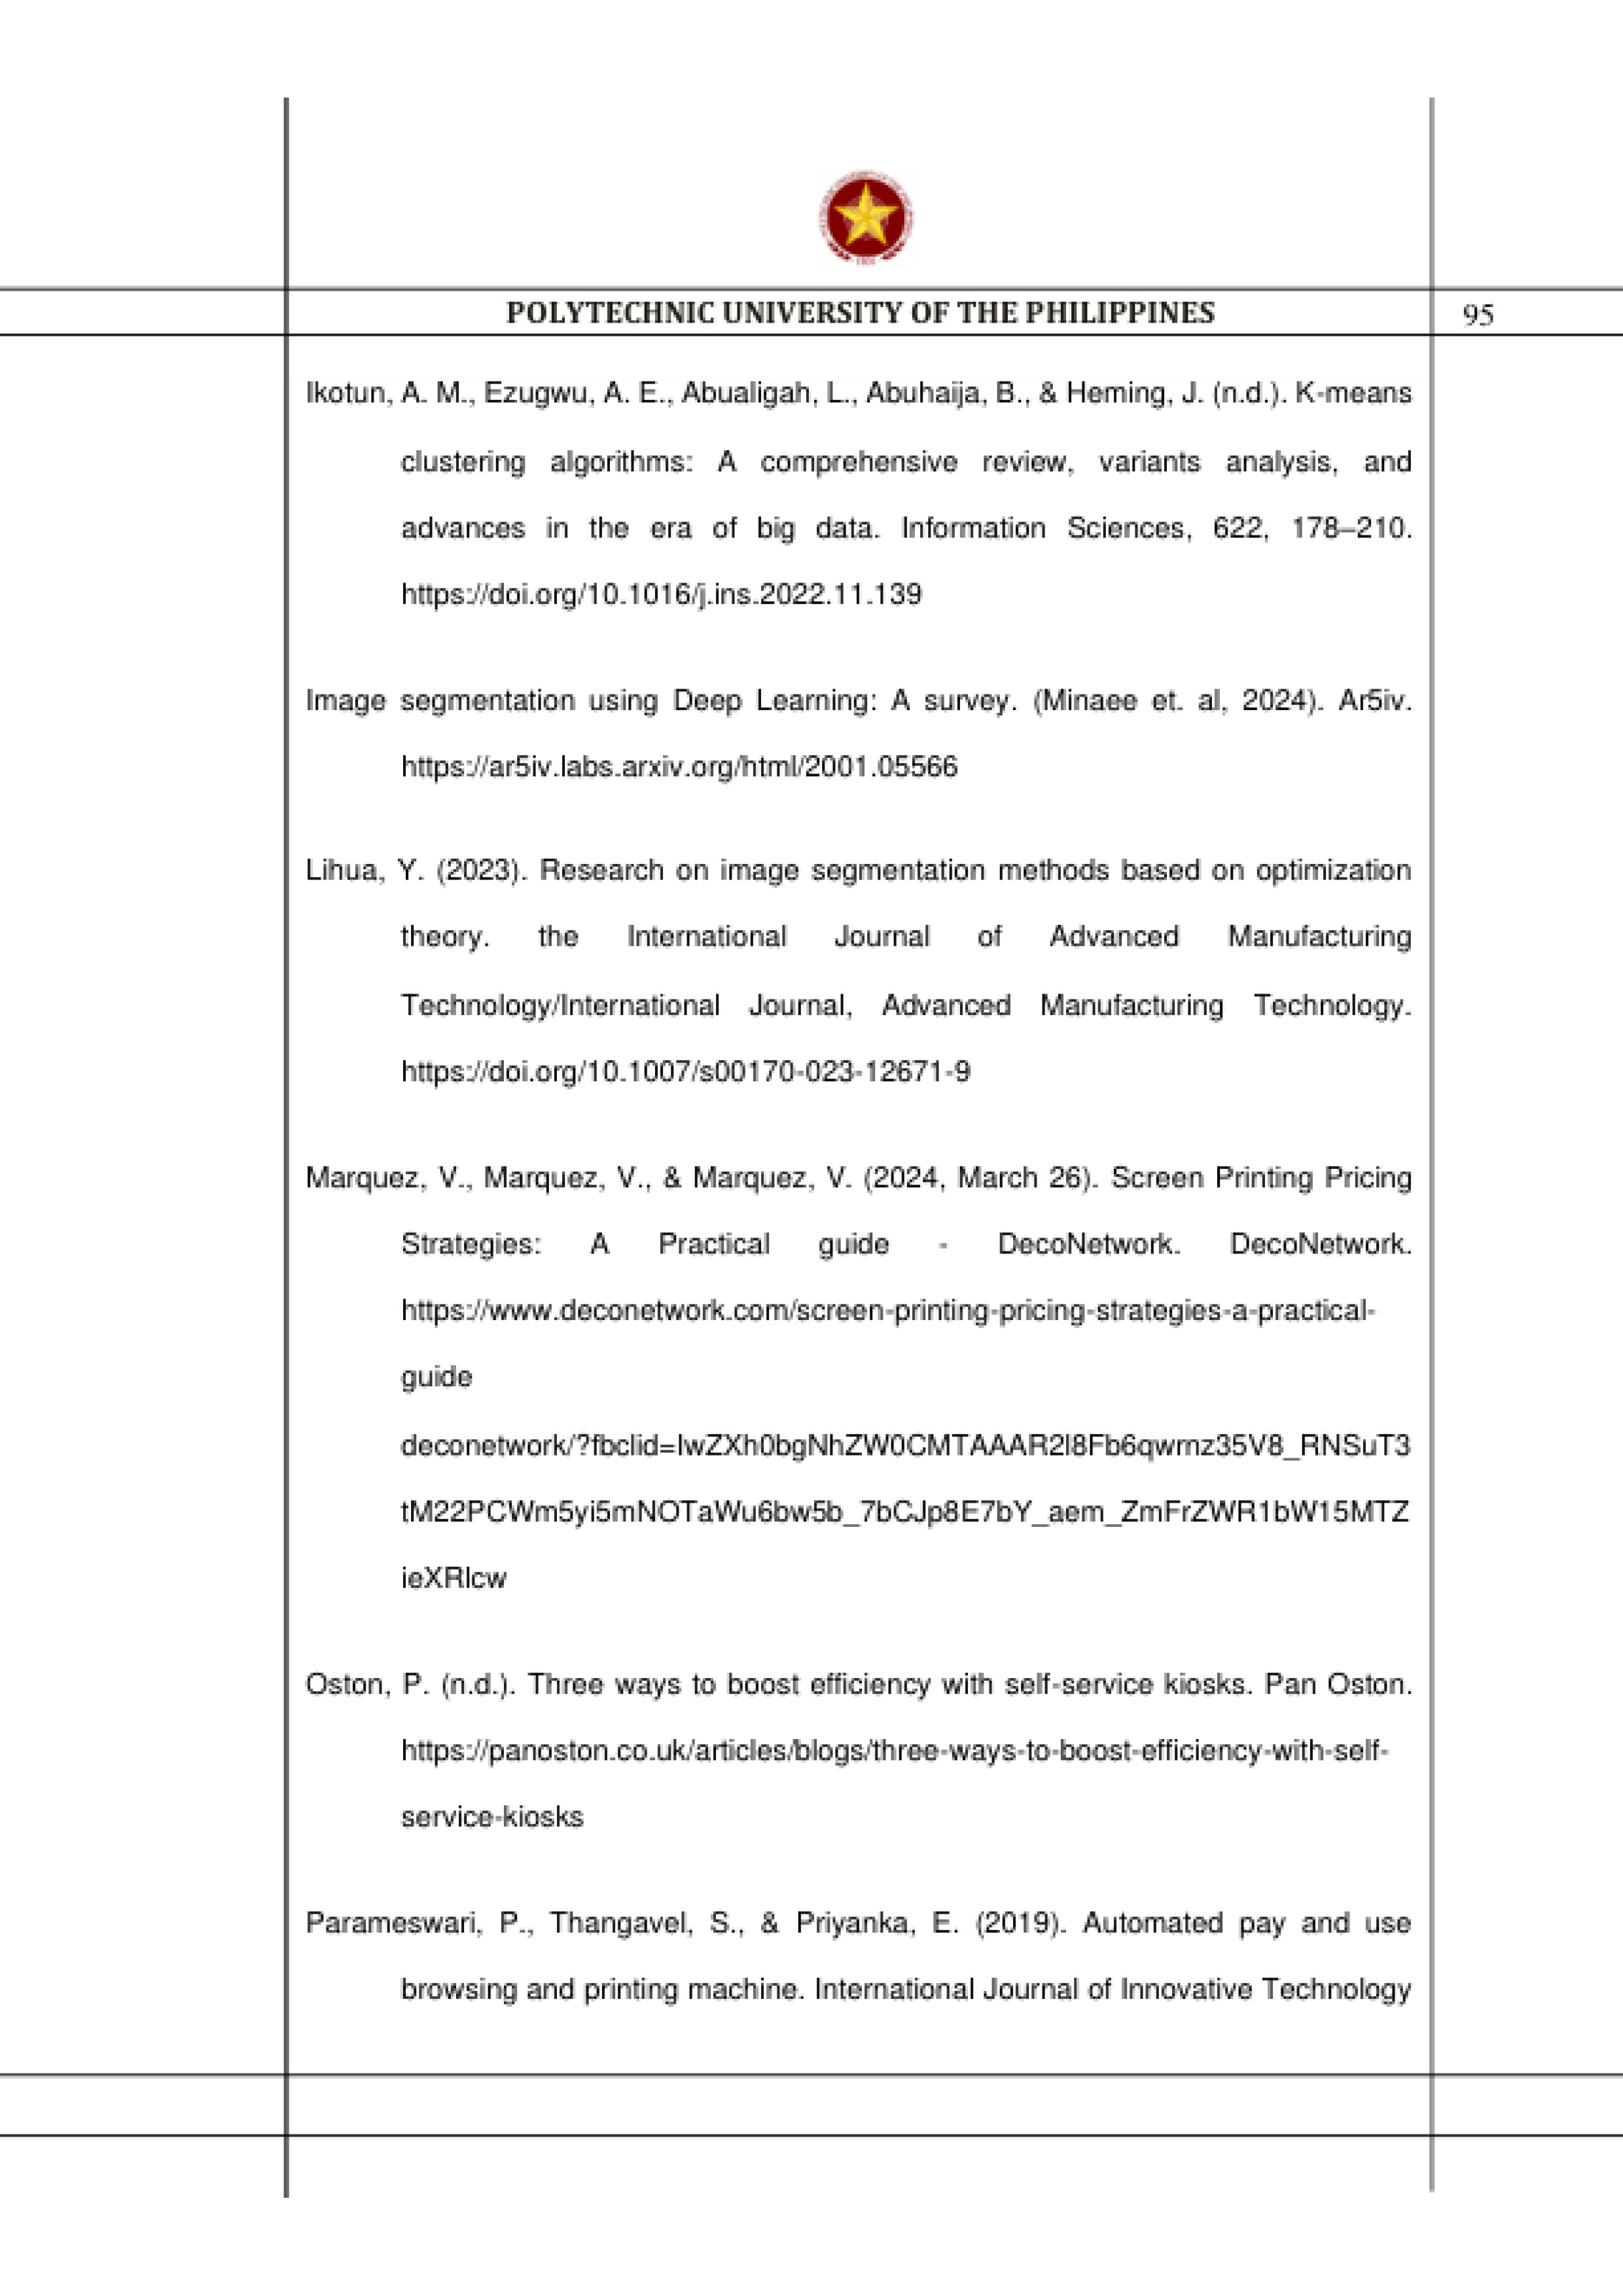 POLYTECHNIC UNIVERSITY OF THE PHILIPPINES
95
Ikotun, A. M., Ezugwu, A. E., Abualigah, L., Abuhaija, B., & Heming, J. (n.d.). K-means
clustering algorithms: A comprehensive review, variants analysis, and
advances in the era of big data. Information Sciences, 622, 178–210.
https://doi.org/10.1016/j.ins.2022.11.139
Image segmentation using Deep Learning: A survey. (Minaee et. al, 2024). Ar5iv.
https://ar5iv.labs.arxiv.org/html/2001.05566
Lihua, Y. (2023). Research on image segmentation methods based on optimization
theory. the International Journal of Advanced Manufacturing
Technology/International Journal, Advanced Manufacturing Technology.
https://doi.org/10.1007/s00170-023-12671-9
Marquez, V., Marquez, V., & Marquez, V. (2024, March 26). Screen Printing Pricing
Strategies: A Practical guide - DecoNetwork. DecoNetwork.
https://www.deconetwork.com/screen-printing-pricing-strategies-a-practical-
guide
deconetwork/?fbclid=IwZXh0bgNhZW0CMTAAAR2I8Fb6qwrnz35V8_RNSuT3
tM22PCWm5yi5mNOTaWu6bw5b_7bCJp8E7bY_aem_ZmFrZWR1bW15MTZ
ieXRlcw
Oston, P. (n.d.). Three ways to boost efficiency with self-service kiosks. Pan Oston.
https://panoston.co.uk/articles/blogs/three-ways-to-boost-efficiency-with-self-
service-kiosks
Parameswari, P., Thangavel, S., & Priyanka, E. (2019). Automated pay and use
browsing and printing machine. International Journal of Innovative Technology